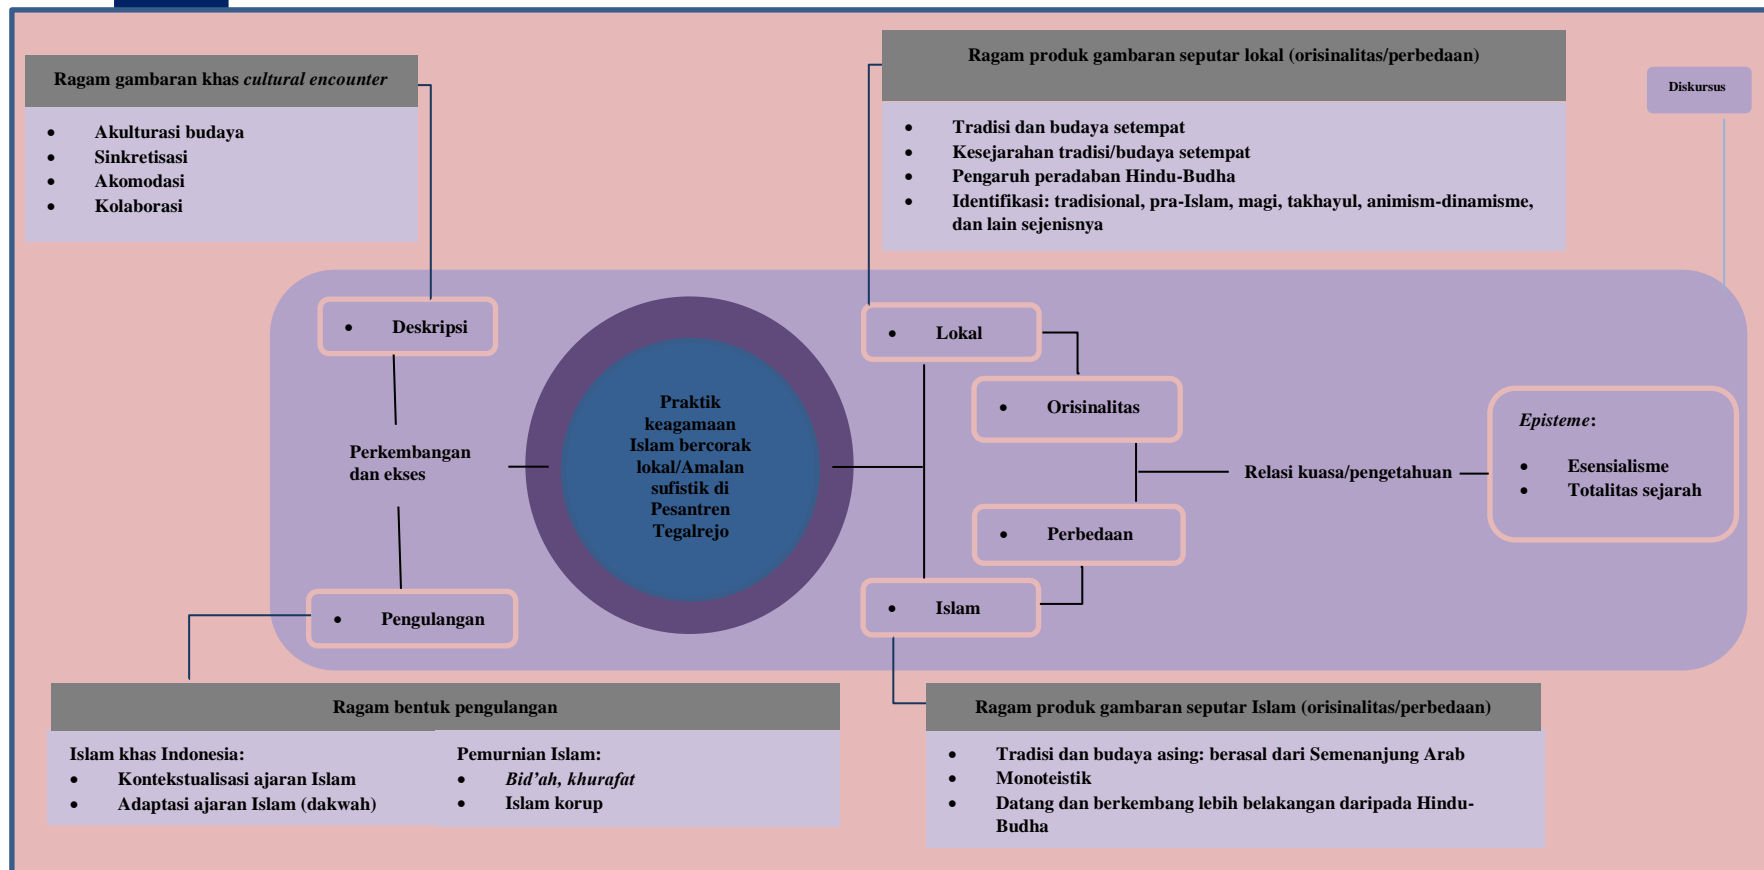 Ragam gambaran khas cultural encounter
• Akulturasi budaya
• Sinkretisasi
• Akomodasi
• Kolaborasi
Ragam produk gambaran seputar lokal (orisinalitas/perbedaan)
• Tradisi dan budaya setempat
• Kesejarahan tradisi/budaya setempat
• Pengaruh peradaban Hindu-Budha
• Identifikasi: tradisional, pra-Islam, magi, takhayul, animism-dinamisme,
dan lain sejenisnya
Diskursus
• Deskripsi
Perkembangan
dan ekses
• Pengulangan
Praktik
keagamaan
Islam bercorak
lokal/Amalan
sufistik di
Pesantren
Tegalrejo
• Lokal
• Orisinalitas
• Perbedaan
• Islam
Relasi kuasa/pengetahuan
Episteme:
• Esensialisme
• Totalitas sejarah
Ragam bentuk pengulangan
Islam khas Indonesia:
• Kontekstualisasi ajaran Islam
• Adaptasi ajaran Islam (dakwah)
Pemurnian Islam:
• Bid'ah, khurafat
• Islam korup
Ragam produk gambaran seputar Islam (orisinalitas/perbedaan)
• Tradisi dan budaya asing: berasal dari Semenanjung Arab
• Monoteistik
• Datang dan berkembang lebih belakangan daripada Hindu-
Budha